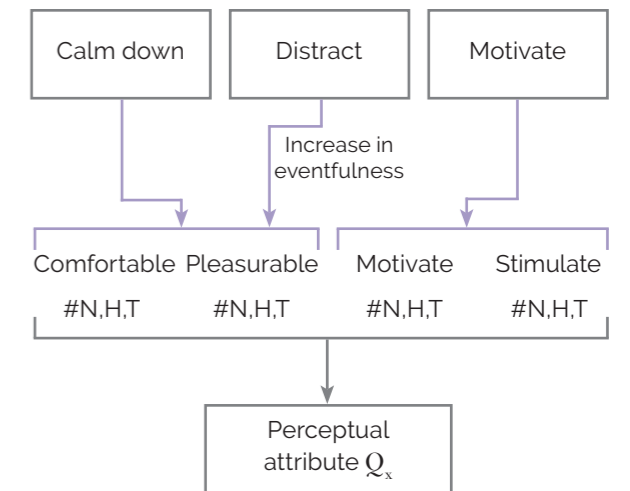 Calm down
Distract
Motivate
Increase in
eventfulness
Comfortable
Pleasurable
Motivate
Stimulate
#N,H,T
#N,H,T
#N,H,T
#N,H,T
Perceptual
attribute Qx